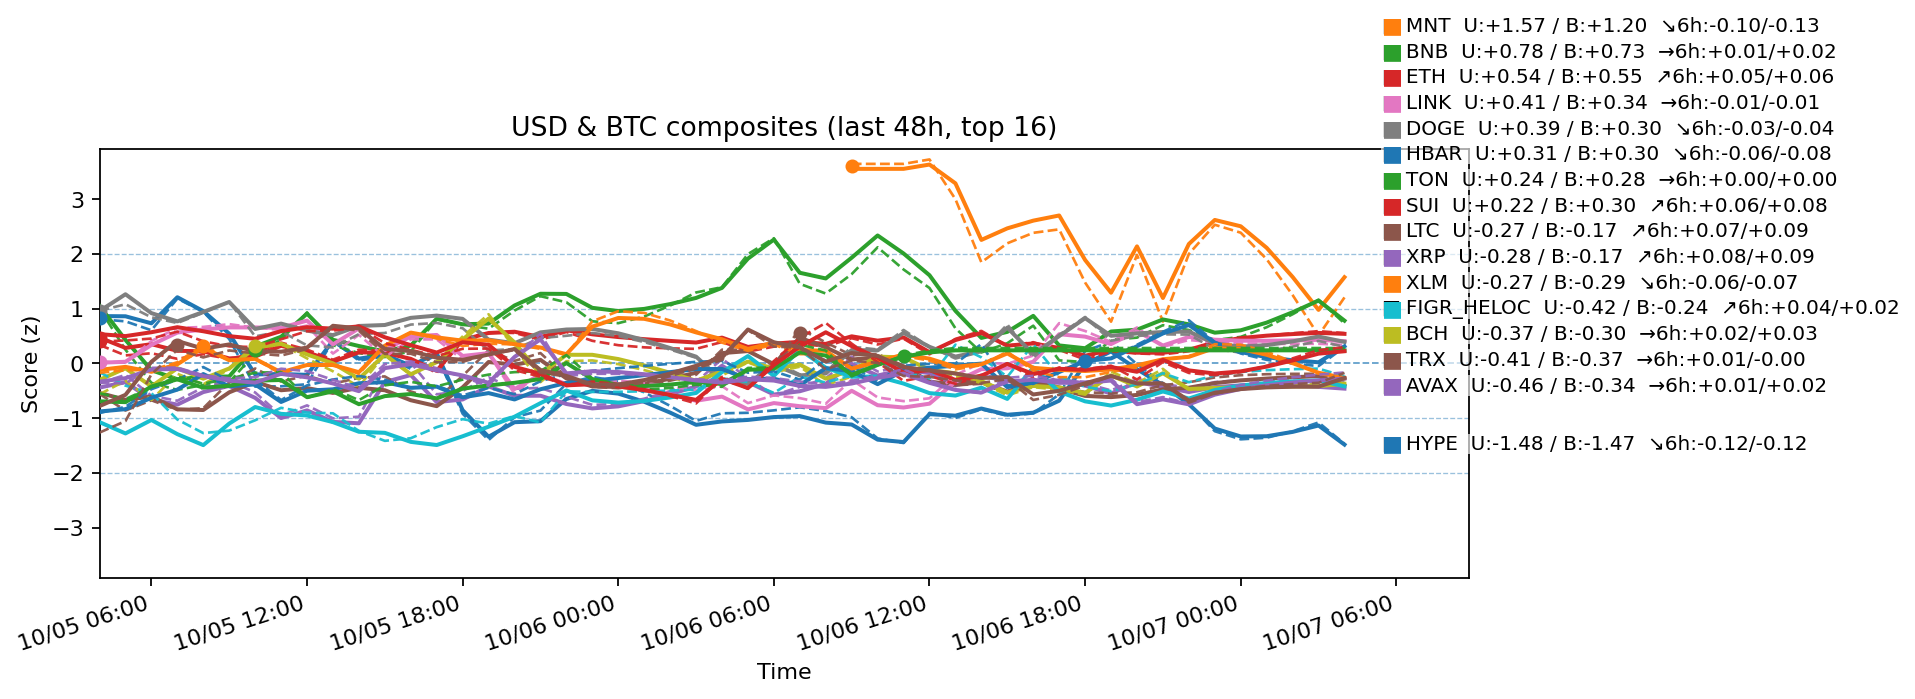 MNT U:+1.57 / B:+1.20 ↘6h:-0.10/-0.13
BNB U:+0.78 / B:+0.73 →6h:+0.01/+0.02
ETH U:+0.54 / B:+0.55 ↗6h:+0.05/+0.06
LINK U:+0.41 / B:+0.34 →6h:-0.01/-0.01
DOGE U:+0.39 / B:+0.30 ↘6h:-0.03/-0.04
HBAR U:+0.31 / B:+0.30 ↘6h:-0.06/-0.08
TON U:+0.24 / B:+0.28 →6h:+0.00/+0.00
SUI U:+0.22 / B:+0.30 ↗6h:+0.06/+0.08
LTC U:-0.27 / B:-0.17 ↗6h:+0.07/+0.09
XRP U:-0.28 / B:-0.17 ↗6h:+0.08/+0.09
XLM U:-0.27 / B:-0.29 ↘6h:-0.06/-0.07
FIGR_HELOC U:-0.42 / B:-0.24 ↗6h:+0.04/+0.02
BCH U:-0.37 / B:-0.30 →6h:+0.02/+0.03
TRX U:-0.41 / B:-0.37 →6h:+0.01/-0.00
AVAX U:-0.46 / B:-0.34 →6h:+0.01/+0.02
HYPE U:-1.48 / B:-1.47 ↘6h:-0.12/-0.12
USD & BTC composites (last 48h, top 16)
Score (z)
3
2
1
0
−1
−2
−3
10/05 06:00
10/05 12:00
10/05 18:00
10/06 00:00
10/06 06:00
10/06 12:00
10/06 18:00
10/07 00:00
10/07 06:00
Time